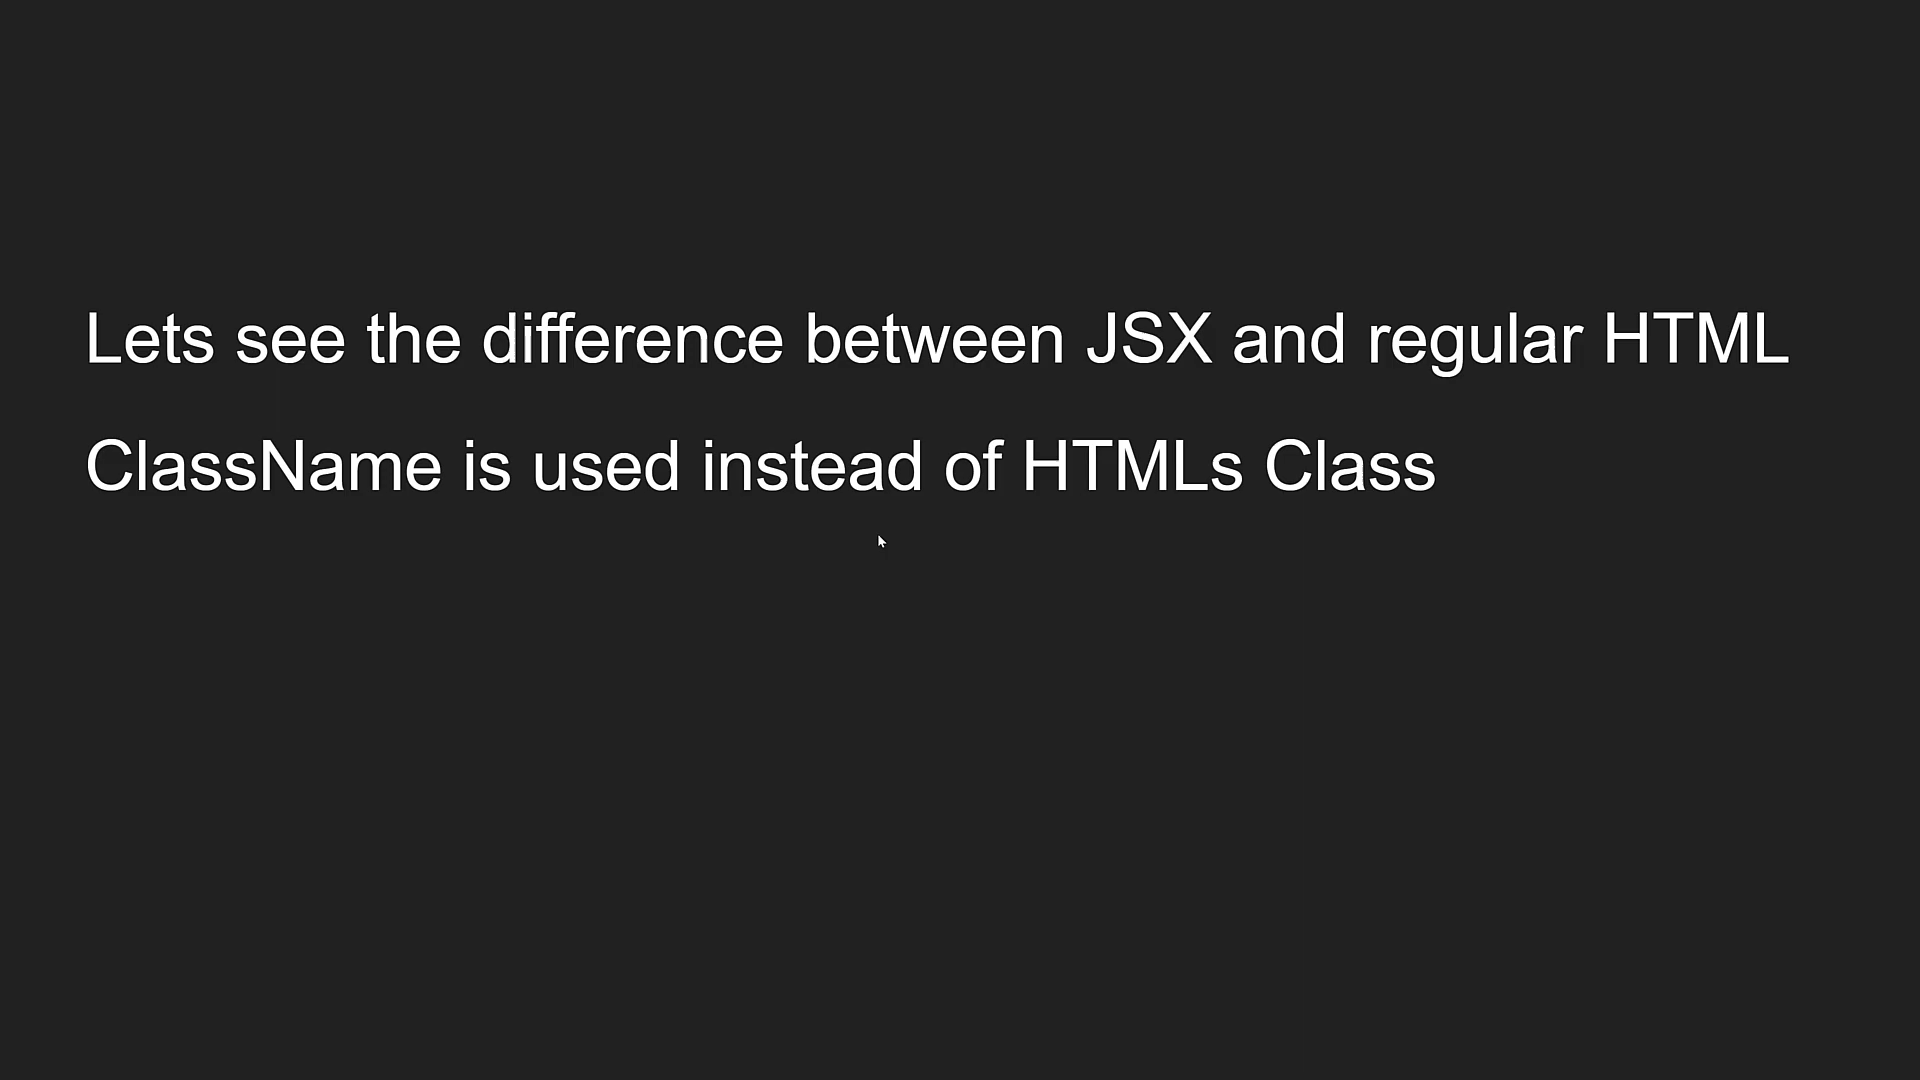 Lets see the difference between JSX and regular HTML
ClassName is used instead of HTMLs Class